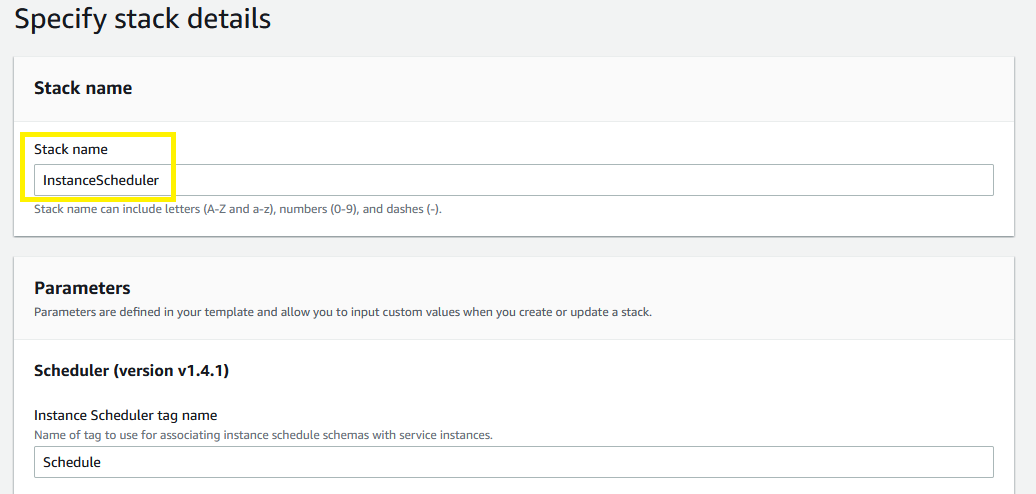 Specify stack details
Stack name
Stack name
InstanceScheduler
Stack name can include letters (A-Z and a-z), numbers (0-9), and dashes (-).
Parameters
Parameters are defined in your template and allow you to input custom values when you create or update a stack.
Scheduler (version v1.4.1)
Instance Scheduler tag name
Name of tag to use for associating instance schedule schemas with service instances.
Schedule